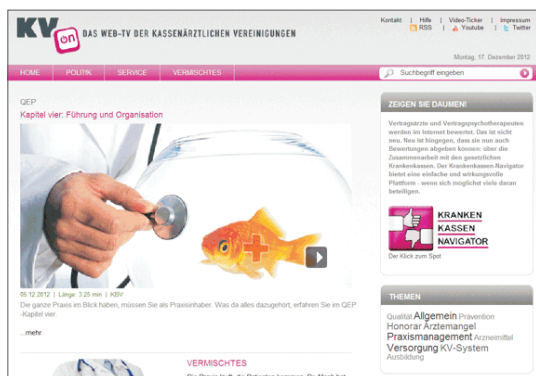 Kontakt | Hilfe | Video-Ticker | Impressum
RSS | Youtube | Twitter
KV on DAS WEB-TV DER KASSENÄRZTLICHEN VEREINIGUNGEN
Montag, 17. Dezember 2012
HOME POLITIK SERVICE VERMISCHTES
Suchbegriff eingeben
QEP
Kapitel vier: Führung und Organisation
05.12.2012 | Länge: 3:25 min | KBV
Die ganze Praxis im Blick haben, müssen Sie als Praxisinhaber. Was da alles dazugehört, erfahren Sie im QEP
-Kapitel vier.
...mehr
VERMISCHTES
ZEIGEN SIE DAUMEN!
Vertragsärzte und Vertragspsychotherapeuten
werden im Internet bewertet. Das ist nicht
neu. Neu ist hingegen, dass sie nun auch
Bewertungen abgeben können: über die
Zusammenarbeit mit den gesetzlichen
Krankenkassen. Der Krankenkassen Navigator
bietet eine einfache und wirkungsvolle
Plattform - wenn sich möglichst viele daran
beteiligen.
KRANKEN
KASSEN
NAVIGATOR
Der Klick zum Spot
THEMEN
Qualität Allgemein Prävention
Honorar Ärztemangel
Praxismanagement Arzneimittel
Versorgung KV-System
Ausbildung